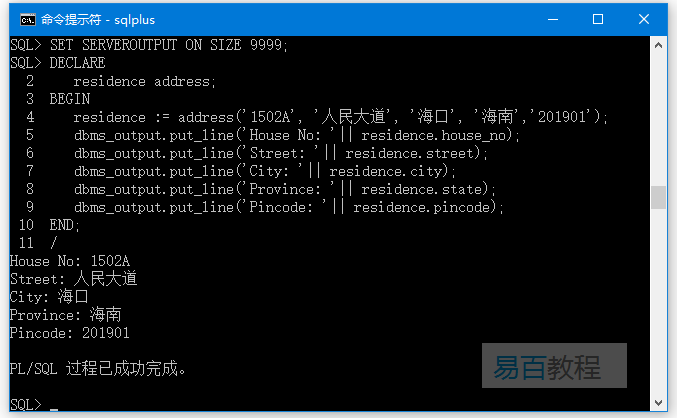 命令提示符 - sqlplus
SQL> SET SERVEROUTPUT ON SIZE 9999;
SQL> DECLARE
  2     residence address;
  3  BEGIN
  4     residence := address('1502A', '人民大道', '海口', '海南','201901');
  5     dbms_output.put_line('House No: '|| residence.house_no);
  6     dbms_output.put_line('Street: '|| residence.street);
  7     dbms_output.put_line('City: '|| residence.city);
  8     dbms_output.put_line('Province: '|| residence.state);
  9     dbms_output.put_line('Pincode: '|| residence.pincode);
 10  END;
 11  /
House No: 1502A
Street: 人民大道
City: 海口
Province: 海南
Pincode: 201901
PL/SQL 过程已成功完成。
易百教程
SQL> _